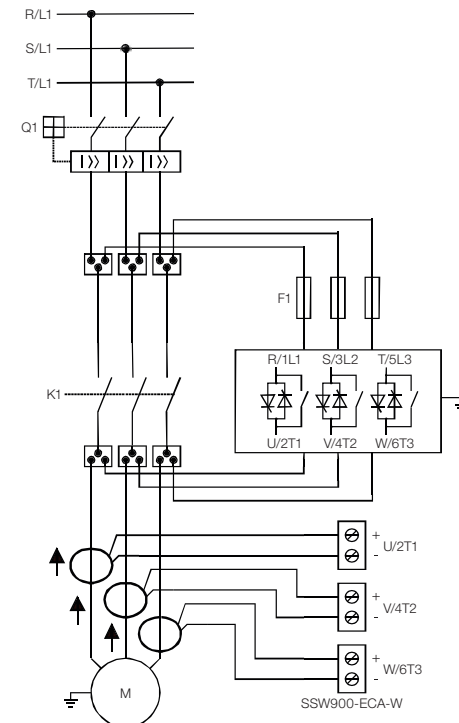 R/L1
S/L1
T/L1
Q1
I >> I >> I >>
F1
R/1L1 S/3L2 T/5L3
K1
U/2T1 V/4T2 W/6T3
+
U/2T1
-
+
V/4T2
-
+
W/6T3
-
M
SSW900-ECA-W